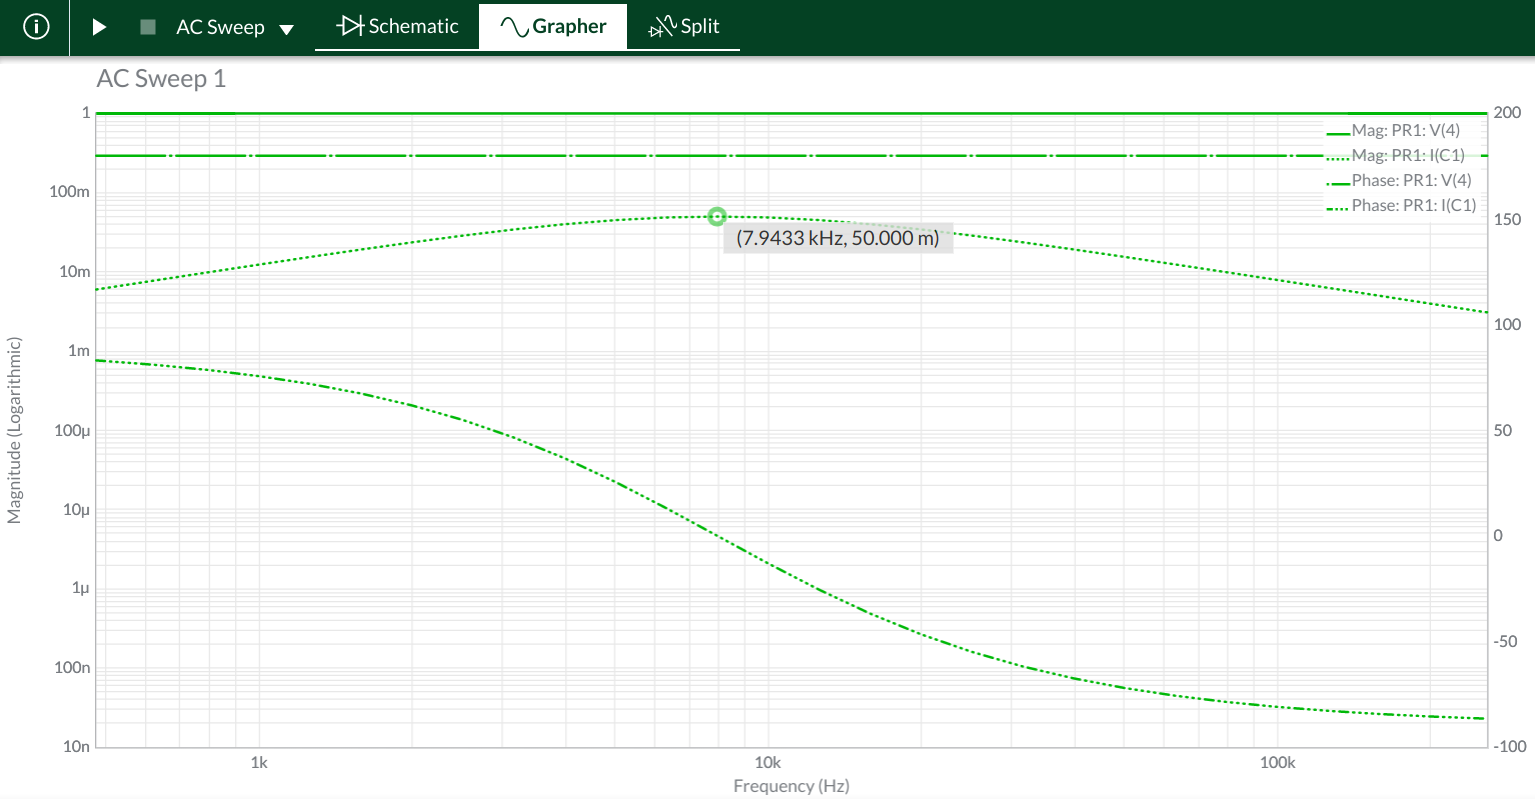 AC Sweep
Schematic
Grapher
Split
AC Sweep 1
Magnitude (Logarithmic)
1
100m
10m
1m
100µ
10µ
1µ
100n
10n
200
150
100
50
0
-50
-100
Mag: PR1: V(4)
Mag: PR1: I(C1)
Phase: PR1: V(4)
Phase: PR1: I(C1)
(7.9433 kHz, 50.000 m)
1k
10k
100k
Frequency (Hz)